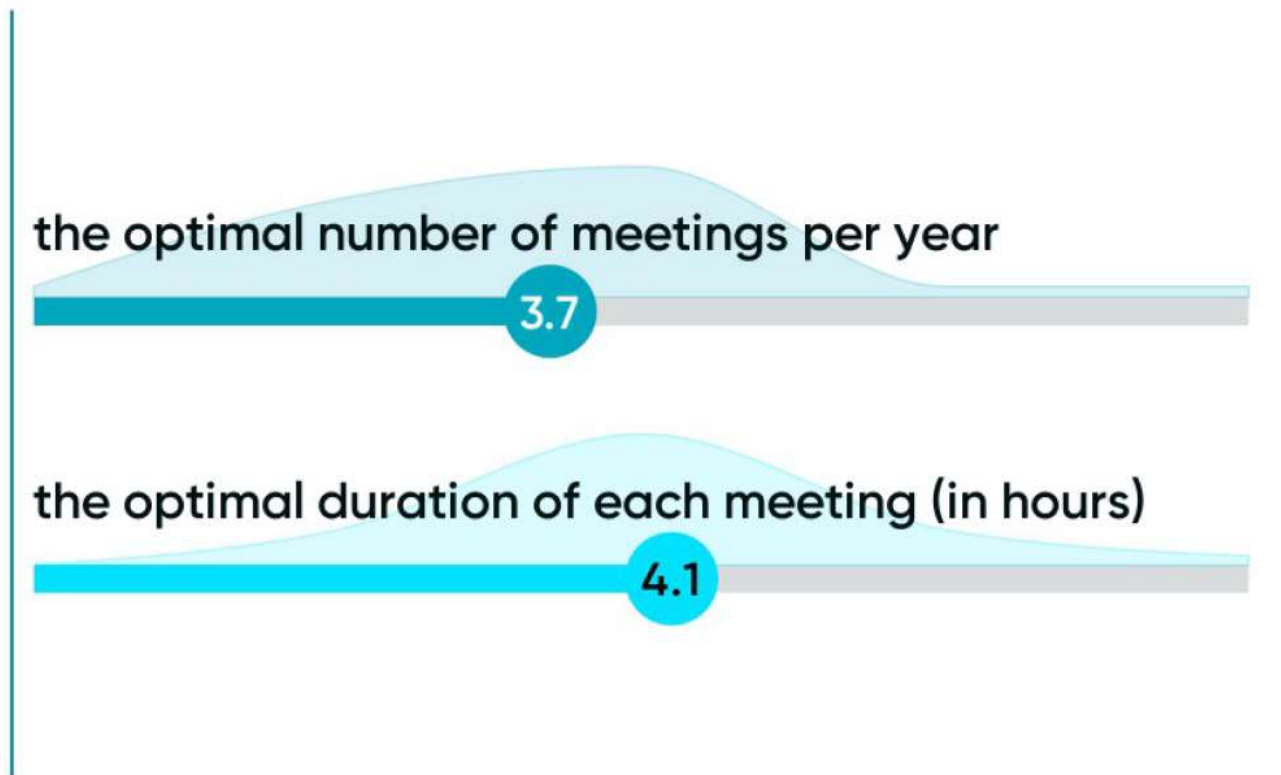 the optimal number of meetings per year
3.7
the optimal duration of each meeting (in hours)
4.1